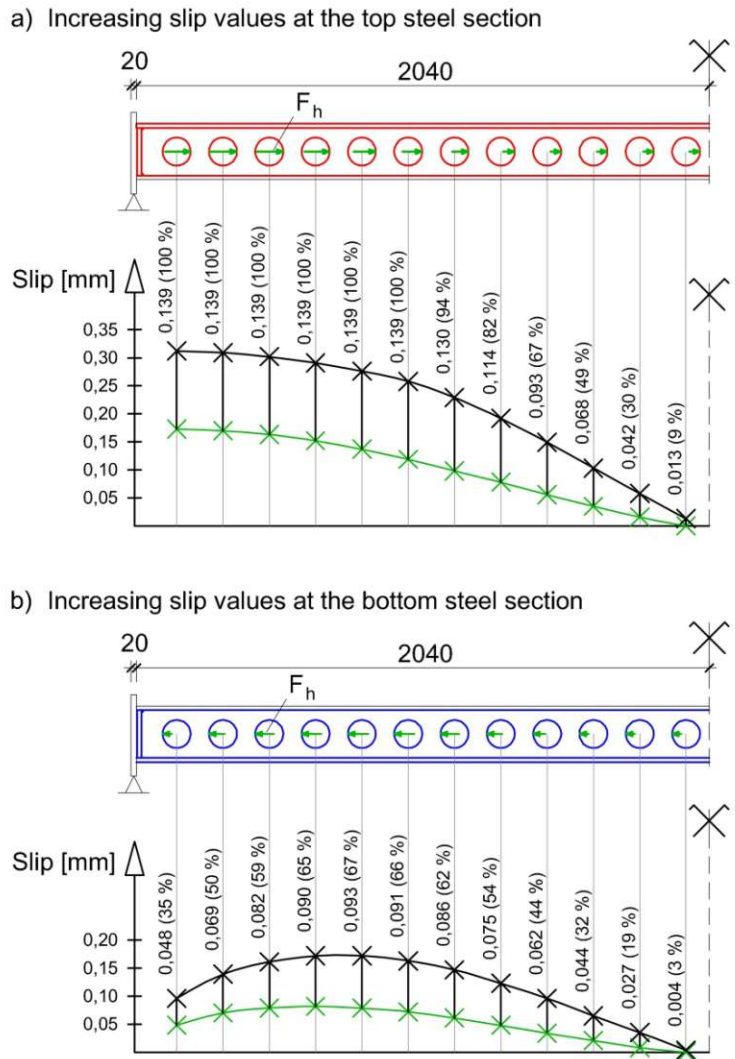 a) Increasing slip values at the top steel section
20
2040
F h
Slip [mm]
0,139 (100 %)
0,139 (100 %)
0,139 (100 %)
0,139 (100 %)
0,139 (100 %)
0,139 (100 %)
0,130 (94 %)
0,114 (82 %)
0,093 (67 %)
0,068 (49 %)
0,042 (30 %)
0,013 (9 %)
0,35
0,30
0,25
0,20
0,15
0,10
0,05
b) Increasing slip values at the bottom steel section
20
2040
F h
Slip [mm]
0,048 (35 %)
0,069 (50 %)
0,082 (59 %)
0,090 (65 %)
0,093 (67 %)
0,091 (66 %)
0,086 (62 %)
0,075 (54 %)
0,062 (44 %)
0,044 (32 %)
0,027 (19 %)
0,004 (3 %)
0,20
0,15
0,10
0,05